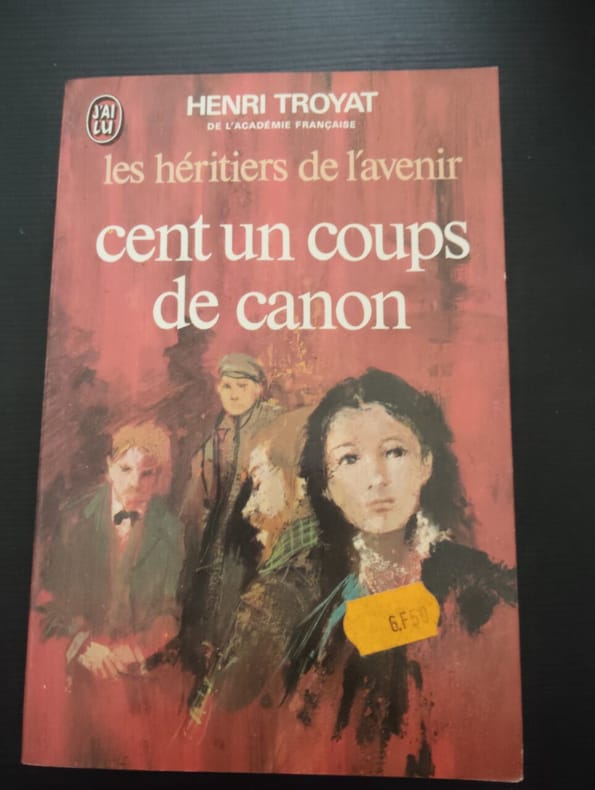 J'AI
LU
HENRI TROYAT
DE L'ACADÉMIE FRANÇAISE
les héritiers de l'avenir
cent un coups
de canon
6.F50